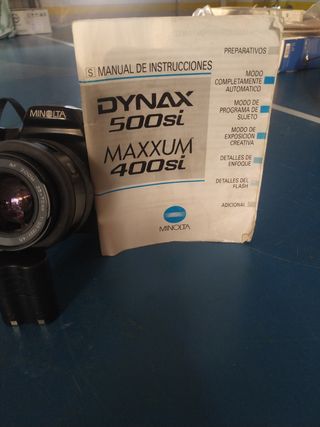 S MANUAL DE INSTRUCCIONES
DYNAX
500si
MAXXUM
400si
MINOLTA
PREPARATIVOS
MODO
COMPLETAMENTE
AUTOMATICO
MODO DE
PROGRAMA DE
SUJETO
MODO DE
EXPOSICIÓN
CREATIVA
DETALLES DE
ENFOQUE
DETALLES DEL
FLASH
ADICIONAL
MINOLTA